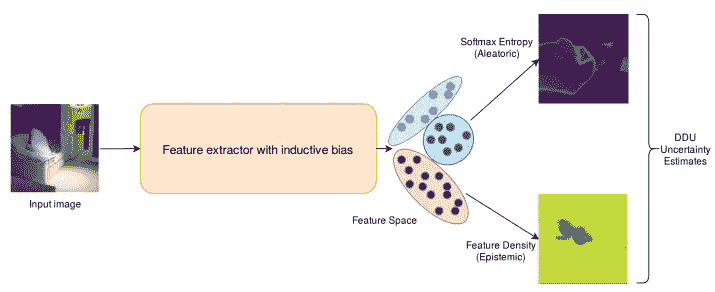 Softmax Entropy
(Aleatoric)
Feature extractor with inductive bias
DDU
Uncertainty
Estimates
Input image
Feature Space
Feature Density
(Epistemic)